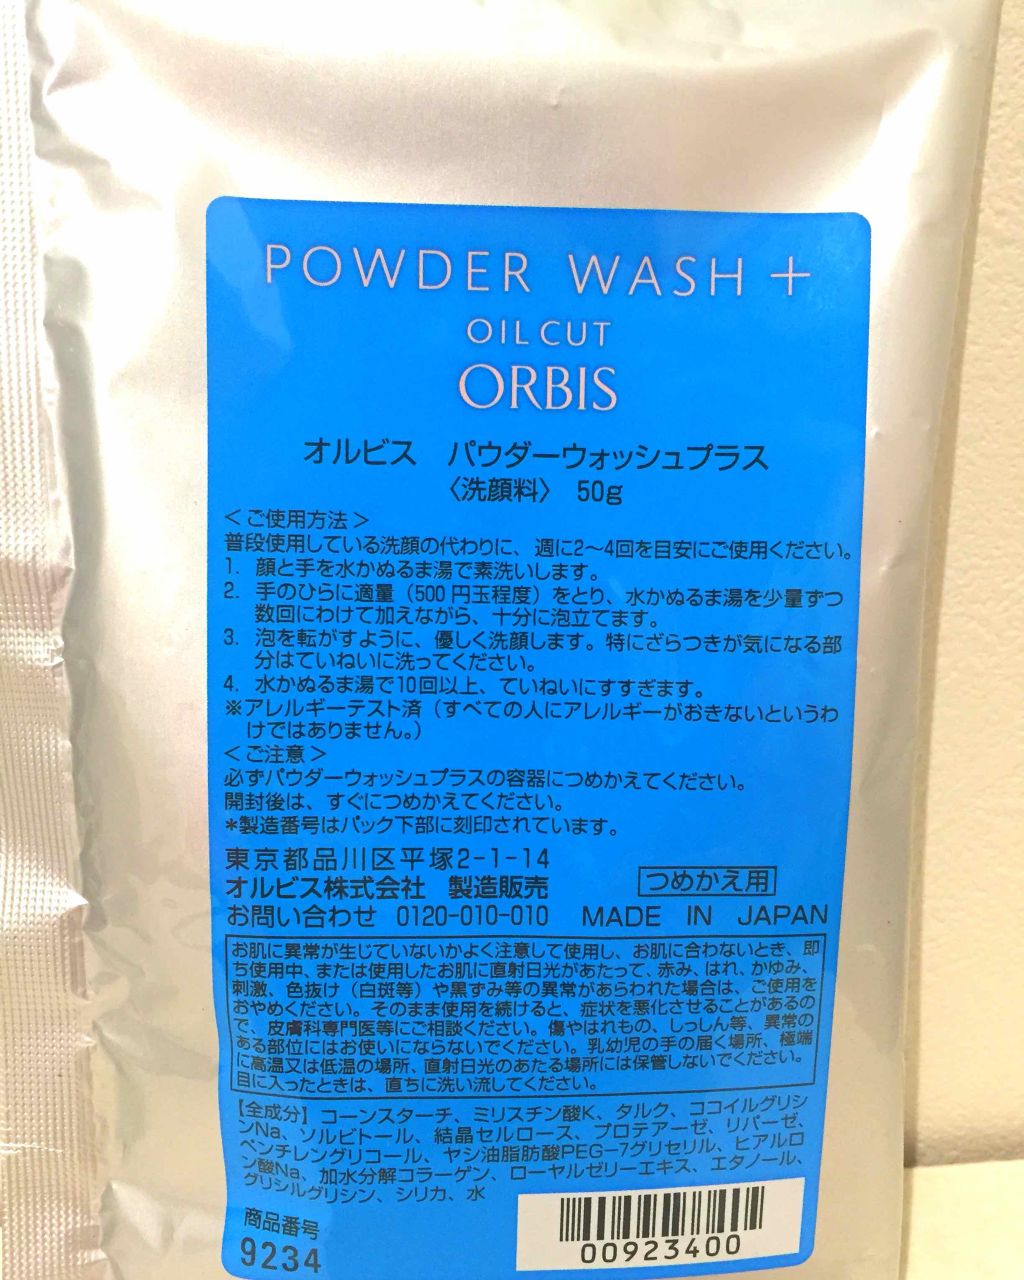 POWDER WASH＋
OIL CUT
ORBIS
オルビス　パウダーウォッシュプラス
〈洗顔料〉 50g
＜ご使用方法＞
普段使用している洗顔の代わりに、週に2～4回を目安にご使用ください。
1. 顔と手を水かぬるま湯で素洗いします。
2. 手のひらに適量（500円玉程度）をとり、水かぬるま湯を少量ずつ
数回にわけて加えながら、十分に泡立てます。
3. 泡を転がすように、優しく洗顔します。特にざらつきが気になる部
分はていねいに洗ってください。
4. 水かぬるま湯で10回以上、ていねいにすすぎます。
※アレルギーテスト済（すべての人にアレルギーがおきないというわ
けではありません。）
＜ご注意＞
必ずパウダーウォッシュプラスの容器につめかえてください。
開封後は、すぐにつめかえてください。
＊製造番号はパック下部に刻印されています。
東京都品川区平塚2-1-14
オルビス株式会社　製造販売　つめかえ用
お問い合わせ 0120-010-010　MADE IN JAPAN
お肌に異常が生じていないかよく注意して使用し、お肌に合わないとき、即
ち使用中、または使用したお肌に直射日光があたって、赤み、はれ、かゆみ、
刺激、色抜け（白斑等）や黒ずみ等の異常があらわれた場合は、ご使用を
おやめください。そのまま使用を続けると、症状を悪化させることがあるの
で、皮膚科専門医等にご相談ください。傷やはれもの、しっしん等、異常の
ある部位にはお使いにならないでください。乳幼児の手の届く場所、極端
に高温又は低温の場所、直射日光のあたる場所には保管しないでください。
目に入ったときは、直ちに洗い流してください。
【全成分】コーンスターチ、ミリスチン酸K、タルク、ココイルグリシ
ンNa、ソルビトール、結晶セルロース、プロテアーゼ、リパーゼ、
ペンチレングリコール、ヤシ油脂肪酸PEG-7グリセリル、ヒアルロ
ン酸Na、加水分解コラーゲン、ローヤルゼリーエキス、エタノール、
グリシルグリシン、シリカ、水
商品番号
9234
00923400